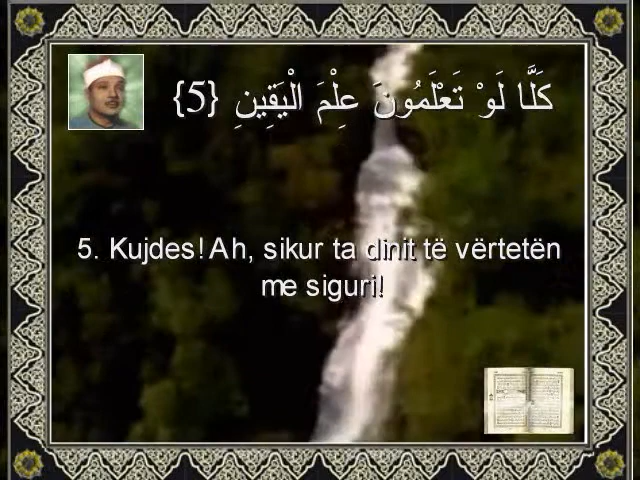 كَلَّا لَوْ تَعْلَمُونَ عِلْمَ الْيَقِينِ {5}
5. Kujdes! Ah, sikur ta dinit të vërtetën
me siguri!